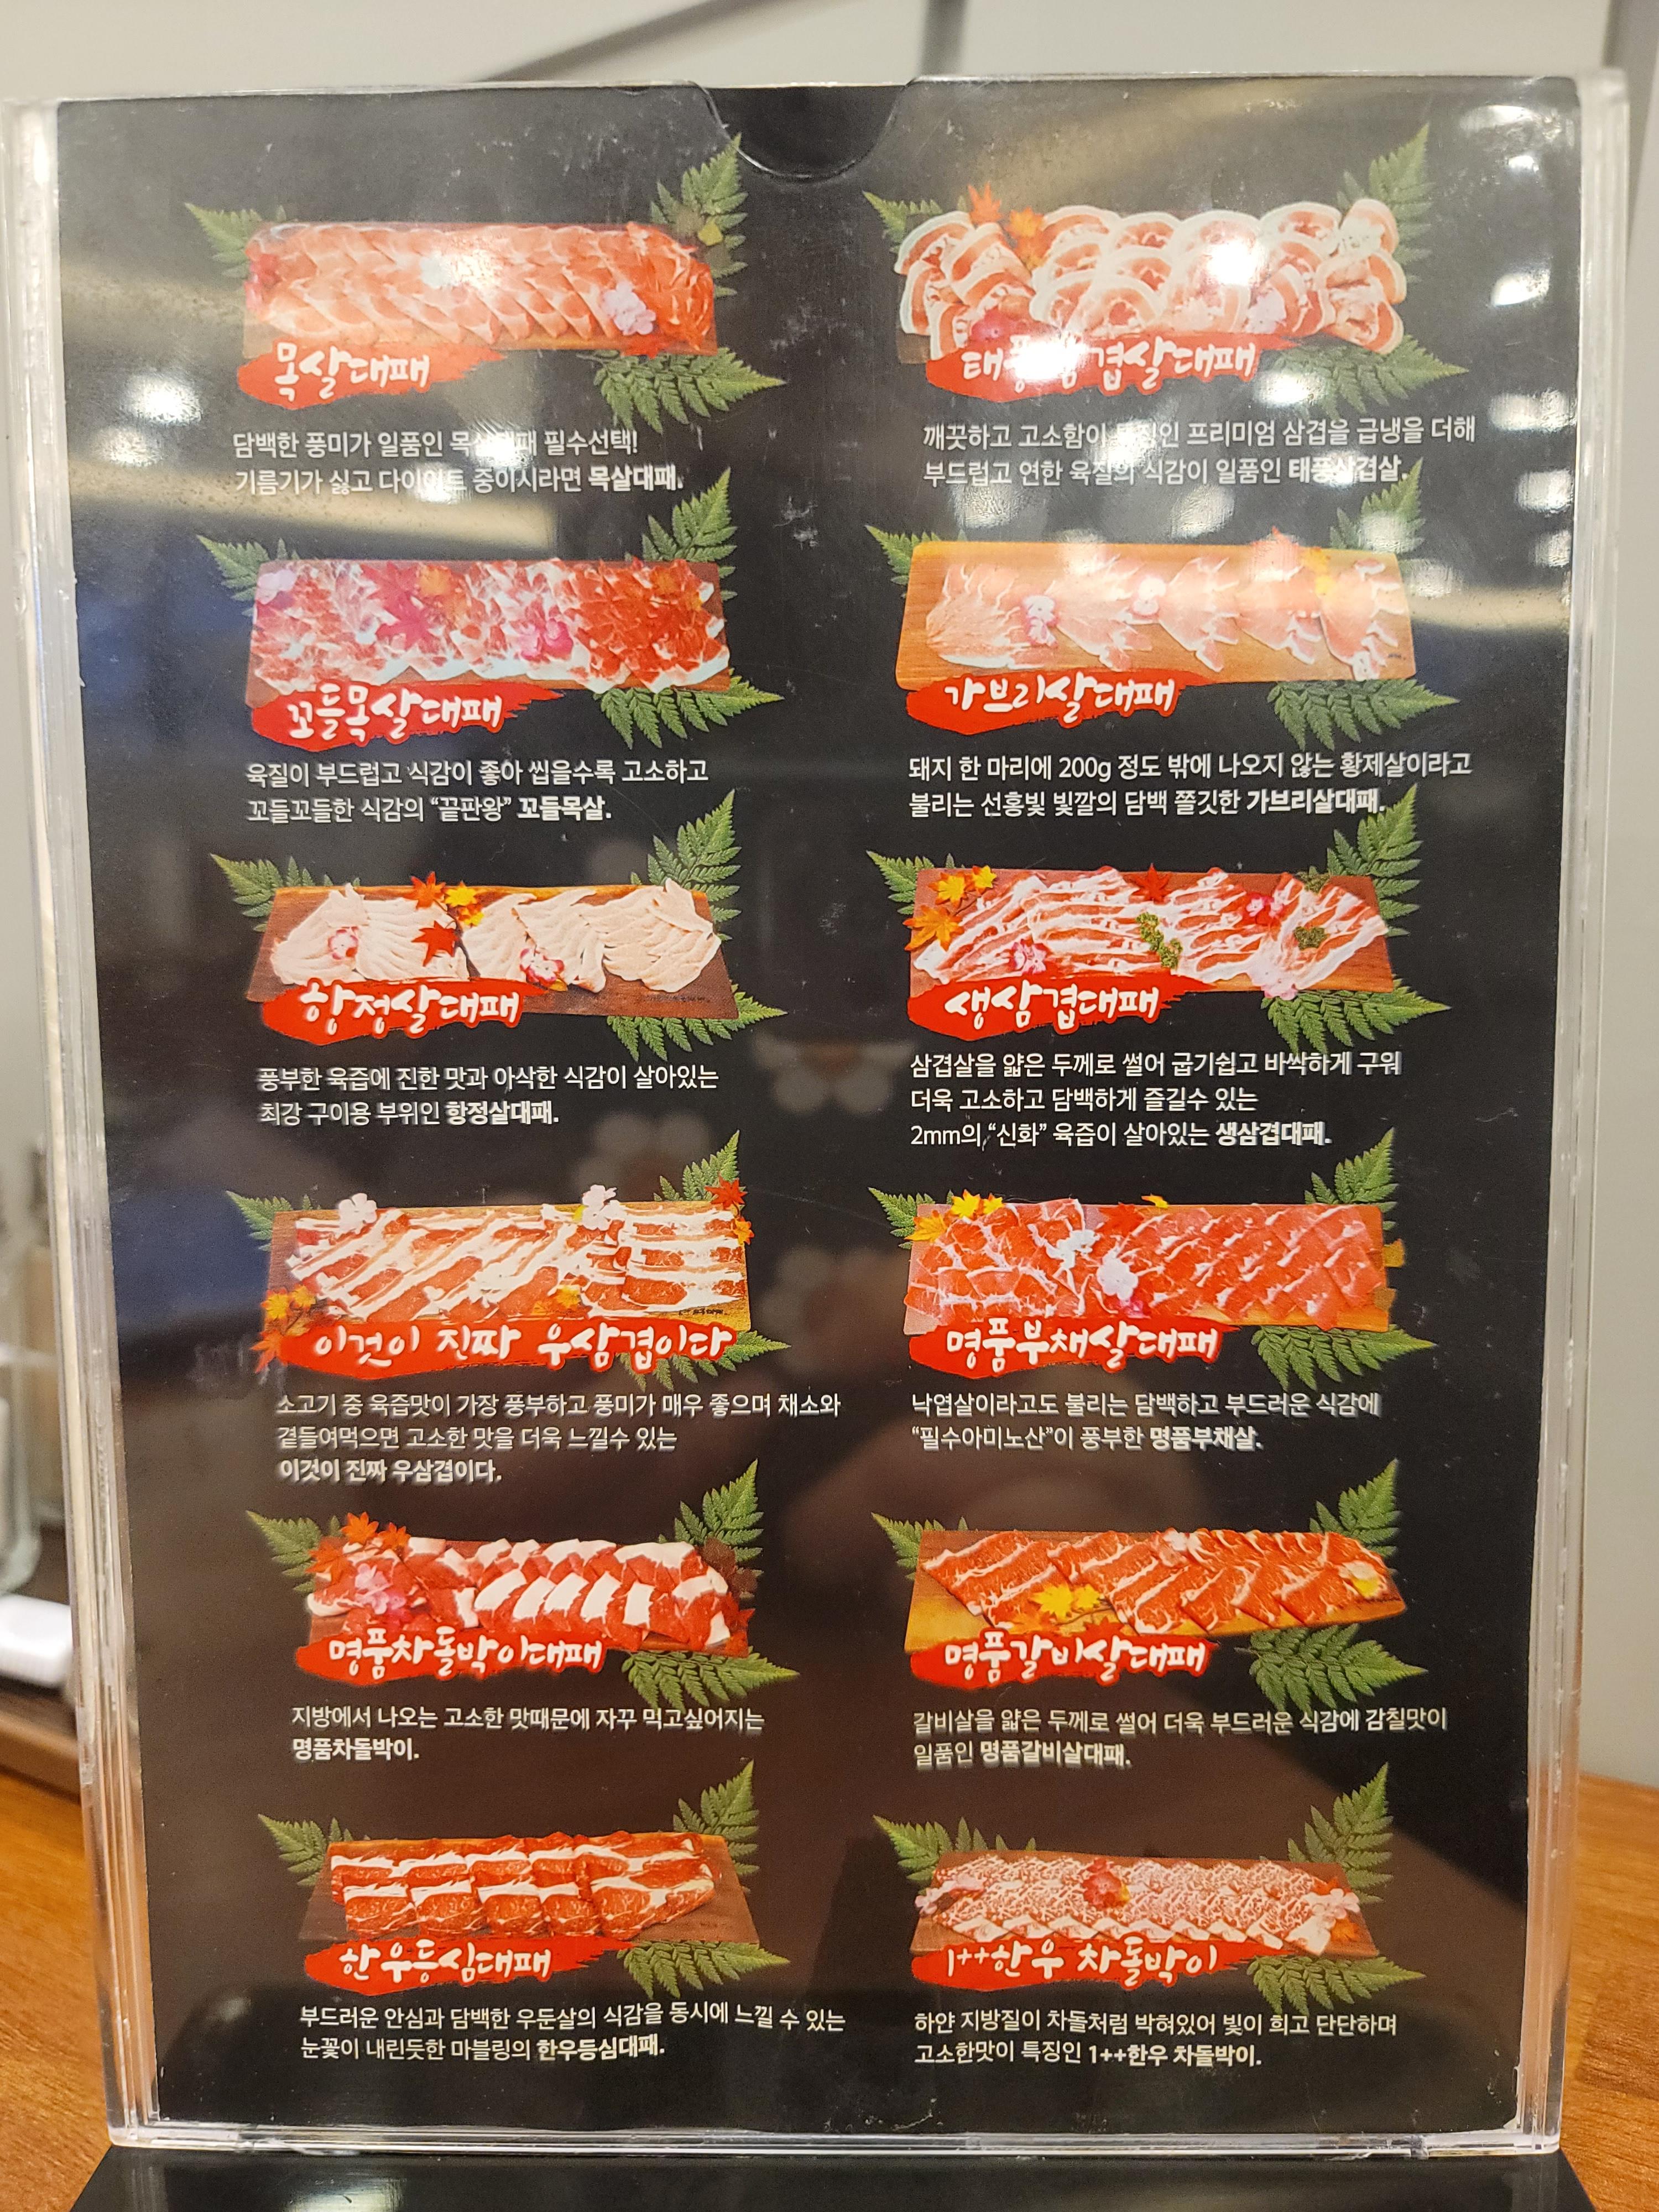 목살대패
담백한 풍미가 일품인 목살대패 필수선택!
기름기가 싫고 다이어트 중이시라면 목살대패.
태풍삼겹살대패
깨끗하고 고소함이 특징인 프리미엄 삼겹을 급냉을 더해
부드럽고 연한 육질의 식감이 일품인 태풍삼겹살.
꼬들목살대패
육질이 부드럽고 식감이 좋아 씹을수록 고소하고
꼬들꼬들한 식감의 “끝판왕” 꼬들목살.
가브리살대패
돼지 한 마리에 200g 정도 밖에 나오지 않는 황제살이라고
불리는 선홍빛 빛깔의 담백 쫄깃한 가브리살대패.
항정살대패
풍부한 육즙에 진한 맛과 아삭한 식감이 살아있는
최강 구이용 부위인 항정살대패.
생삼겹대패
삼겹살을 얇은 두께로 썰어 굽기쉽고 바싹하게 구워
더욱 고소하고 담백하게 즐길수 있는
2mm의 “신화” 육즙이 살아있는 생삼겹대패.
이것이 진짜 우삼겹이다
소고기 중 육즙맛이 가장 풍부하고 풍미가 매우 좋으며 채소와
곁들여먹으면 고소한 맛을 더욱 느낄수 있는
이것이 진짜 우삼겹이다.
명품부채살대패
낙엽살이라고도 불리는 담백하고 부드러운 식감에
“필수아미노산”이 풍부한 명품부채살.
명품차돌박이대패
지방에서 나오는 고소한 맛때문에 자꾸 먹고싶어지는
명품차돌박이.
명품갈비살대패
갈비살을 얇은 두께로 썰어 더욱 부드러운 식감에 감칠맛이
일품인 명품갈비살대패.
한우등심대패
부드러운 안심과 담백한 우둔살의 식감을 동시에 느낄 수 있는
눈꽃이 내린듯한 마블링의 한우등심대패.
1++한우 차돌박이
하얀 지방질이 차돌처럼 박혀있어 빛이 희고 단단하며
고소한맛이 특징인 1++한우 차돌박이.